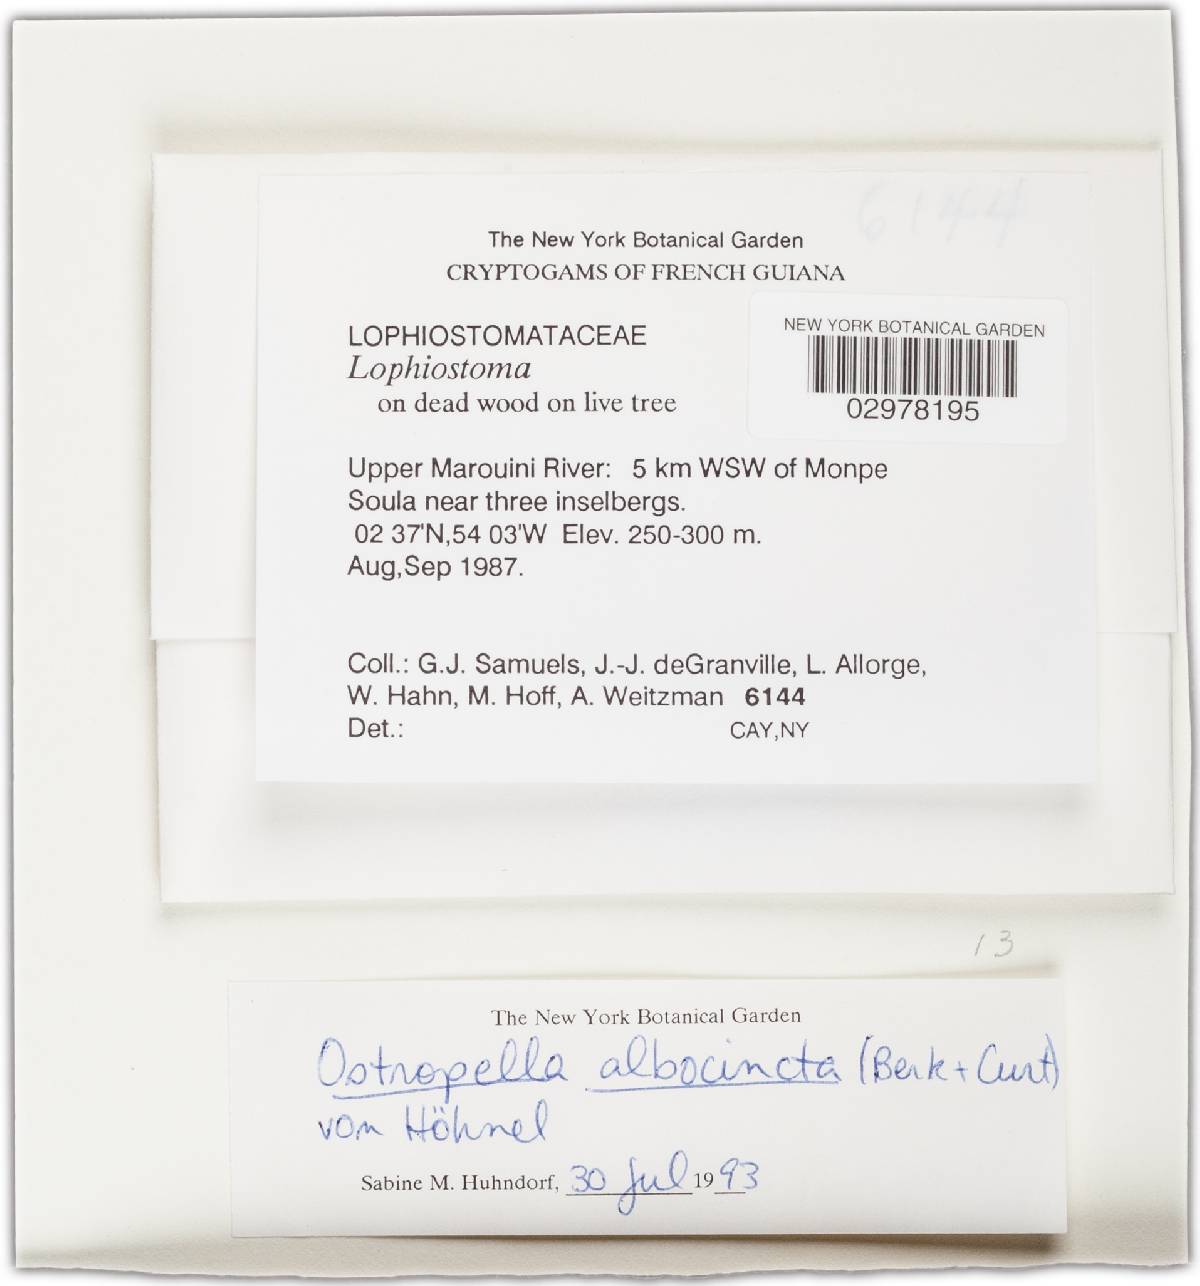 6144
The New York Botanical Garden
CRYPTOGAMS OF FRENCH GUIANA
LOPHIOSTOMATACEAE
Lophiostoma
on dead wood on live tree
NEW YORK BOTANICAL GARDEN
02978195
Upper Marouini River: 5 km WSW of Monpe
Soula near three inselbergs.
02 37'N,54 03'W Elev. 250-300 m.
Aug,Sep 1987.
Coll.: G.J. Samuels, J.-J. deGranville, L. Allorge,
W. Hahn, M. Hoff, A. Weitzman 6144
Det.: CAY,NY
13
The New York Botanical Garden
Ostropella albocincta (Berk + Curt)
von Höhnel
Sabine M. Huhndorf, 30 Jul 1993